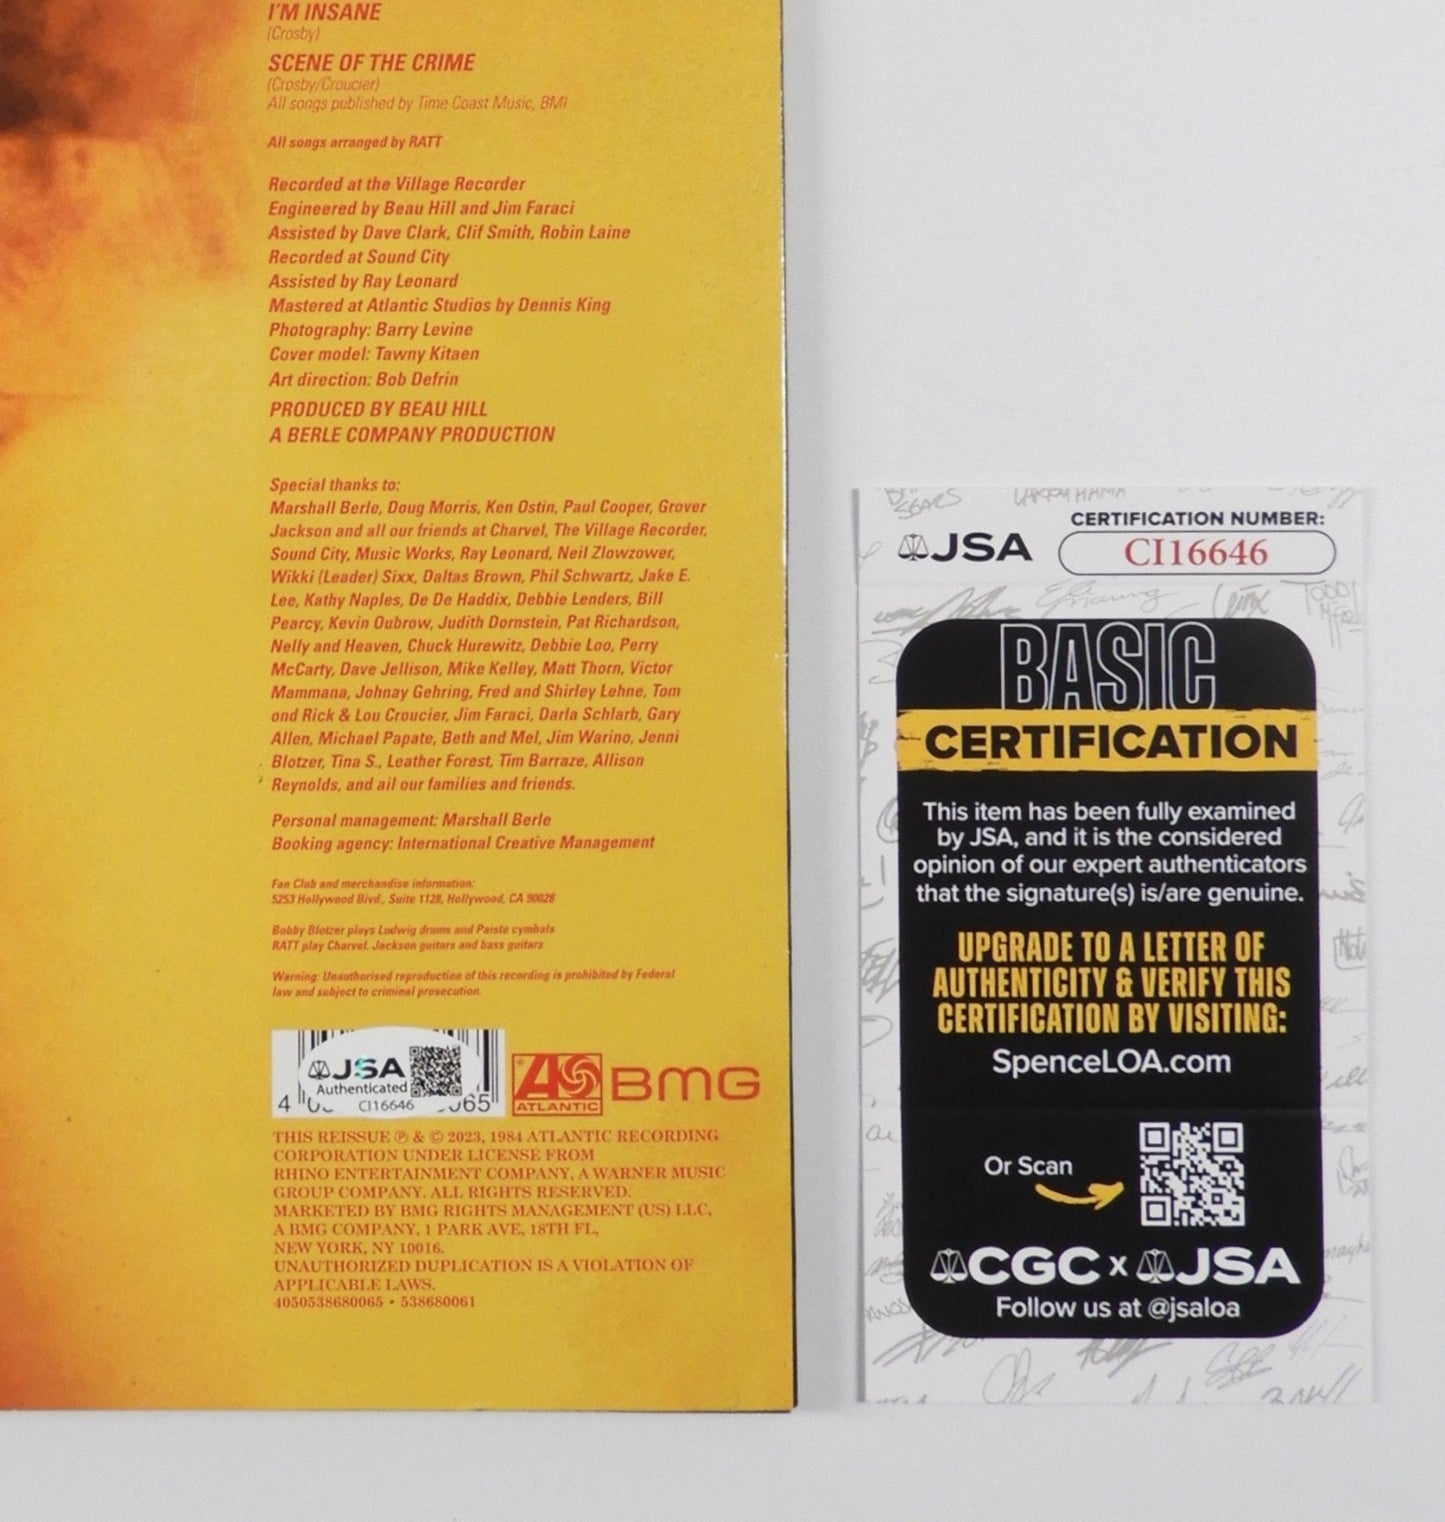 I'M INSANE
(Crosby)
SCENE OF THE CRIME
(Crosby/Croucier)
All songs published by Time Coast Music, BMI
All songs arranged by RATT
Recorded at the Village Recorder
Engineered by Beau Hill and Jim Faraci
Assisted by Dave Clark, Clif Smith, Robin Laine
Recorded at Sound City
Assisted by Ray Leonard
Mastered at Atlantic Studios by Dennis King
Photography: Barry Levine
Cover model: Tawny Kitaen
Art direction: Bob Defrin
PRODUCED BY BEAU HILL
A BERLE COMPANY PRODUCTION
Special thanks to:
Marshall Berle, Doug Morris, Ken Ostin, Paul Cooper, Grover
Jackson and all our friends at Charvel, The Village Recorder,
Sound City, Music Works, Ray Leonard, Neil Zlowzower,
Wikki (Leader) Sixx, Daltas Brown, Phil Schwartz, Jake E.
Lee, Kathy Naples, De De Haddix, Debbie Lenders, Bill
Pearcy, Kevin Oubrow, Judith Dornstein, Pat Richardson,
Nelly and Heaven, Chuck Hurewitz, Debbie Loo, Perry
McCarty, Dave Jellison, Mike Kelley, Matt Thorn, Victor
Mammana, Johnay Gehring, Fred and Shirley Lehne, Tom
ond Rick & Lou Croucier, Jim Faraci, Darla Schlarb, Gary
Allen, Michael Papate, Beth and Mel, Jim Warino, Jenni
Blotzer, Tina S., Leather Forest, Tim Barraze, Allison
Reynolds, and ail our families and friends.
Personal management: Marshall Berle
Booking agency: International Creative Management
Fan Club and merchandise information:
5253 Hollywood Blvd., Suite 1128, Hollywood, CA 90028
Bobby Blotzer plays Ludwig drums and Paiste cymbals
RATT play Charvel. Jackson guitars and bass guitars
Warning: Unauthorised reproduction of this recording is prohibited by Federal
law and subject to criminal prosecution.
JSA
Authenticated
CI16646
4
065
ATLANTIC
BMG
THIS REISSUE ℗ & © 2023, 1984 ATLANTIC RECORDING
CORPORATION UNDER LICENSE FROM
RHINO ENTERTAINMENT COMPANY, A WARNER MUSIC
GROUP COMPANY. ALL RIGHTS RESERVED.
MARKETED BY BMG RIGHTS MANAGEMENT (US) LLC,
A BMG COMPANY, 1 PARK AVE, 18TH FL,
NEW YORK, NY 10016.
UNAUTHORIZED DUPLICATION IS A VIOLATION OF
APPLICABLE LAWS.
4050538680065 • 538680061
JSA
CERTIFICATION NUMBER:
CI16646
BASIC
CERTIFICATION
This item has been fully examined
by JSA, and it is the considered
opinion of our expert authenticators
that the signature(s) is/are genuine.
UPGRADE TO A LETTER OF
AUTHENTICITY & VERIFY THIS
CERTIFICATION BY VISITING:
SpenceLOA.com
Or Scan
CGC x JSA
Follow us at @jsaloa